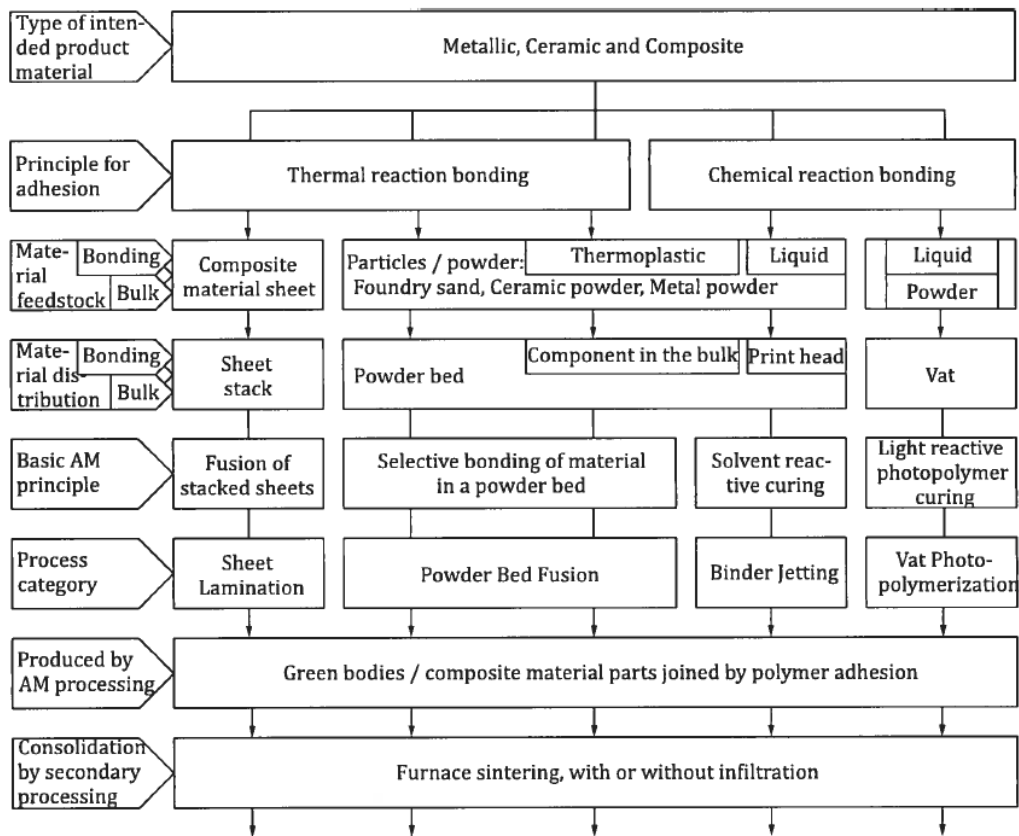 Type of inten-
ded product
material
Metallic, Ceramic and Composite
Principle for
adhesion
Thermal reaction bonding
Chemical reaction bonding
Mate-
rial
feedstock
Bonding
Bulk
Composite
material sheet
Particles / powder:
Thermoplastic
Liquid
Foundry sand, Ceramic powder, Metal powder
Liquid
Powder
Mate-
rial dis-
tribution
Bonding
Bulk
Sheet
stack
Powder bed
Component in the bulk
Print head
Vat
Basic AM
principle
Fusion of
stacked sheets
Selective bonding of material
in a powder bed
Solvent reac-
tive curing
Light reactive
photopolymer
curing
Process
category
Sheet
Lamination
Powder Bed Fusion
Binder Jetting
Vat Photo-
polymerization
Produced by
AM processing
Green bodies / composite material parts joined by polymer adhesion
Consolidation
by secondary
processing
Furnace sintering, with or without infiltration